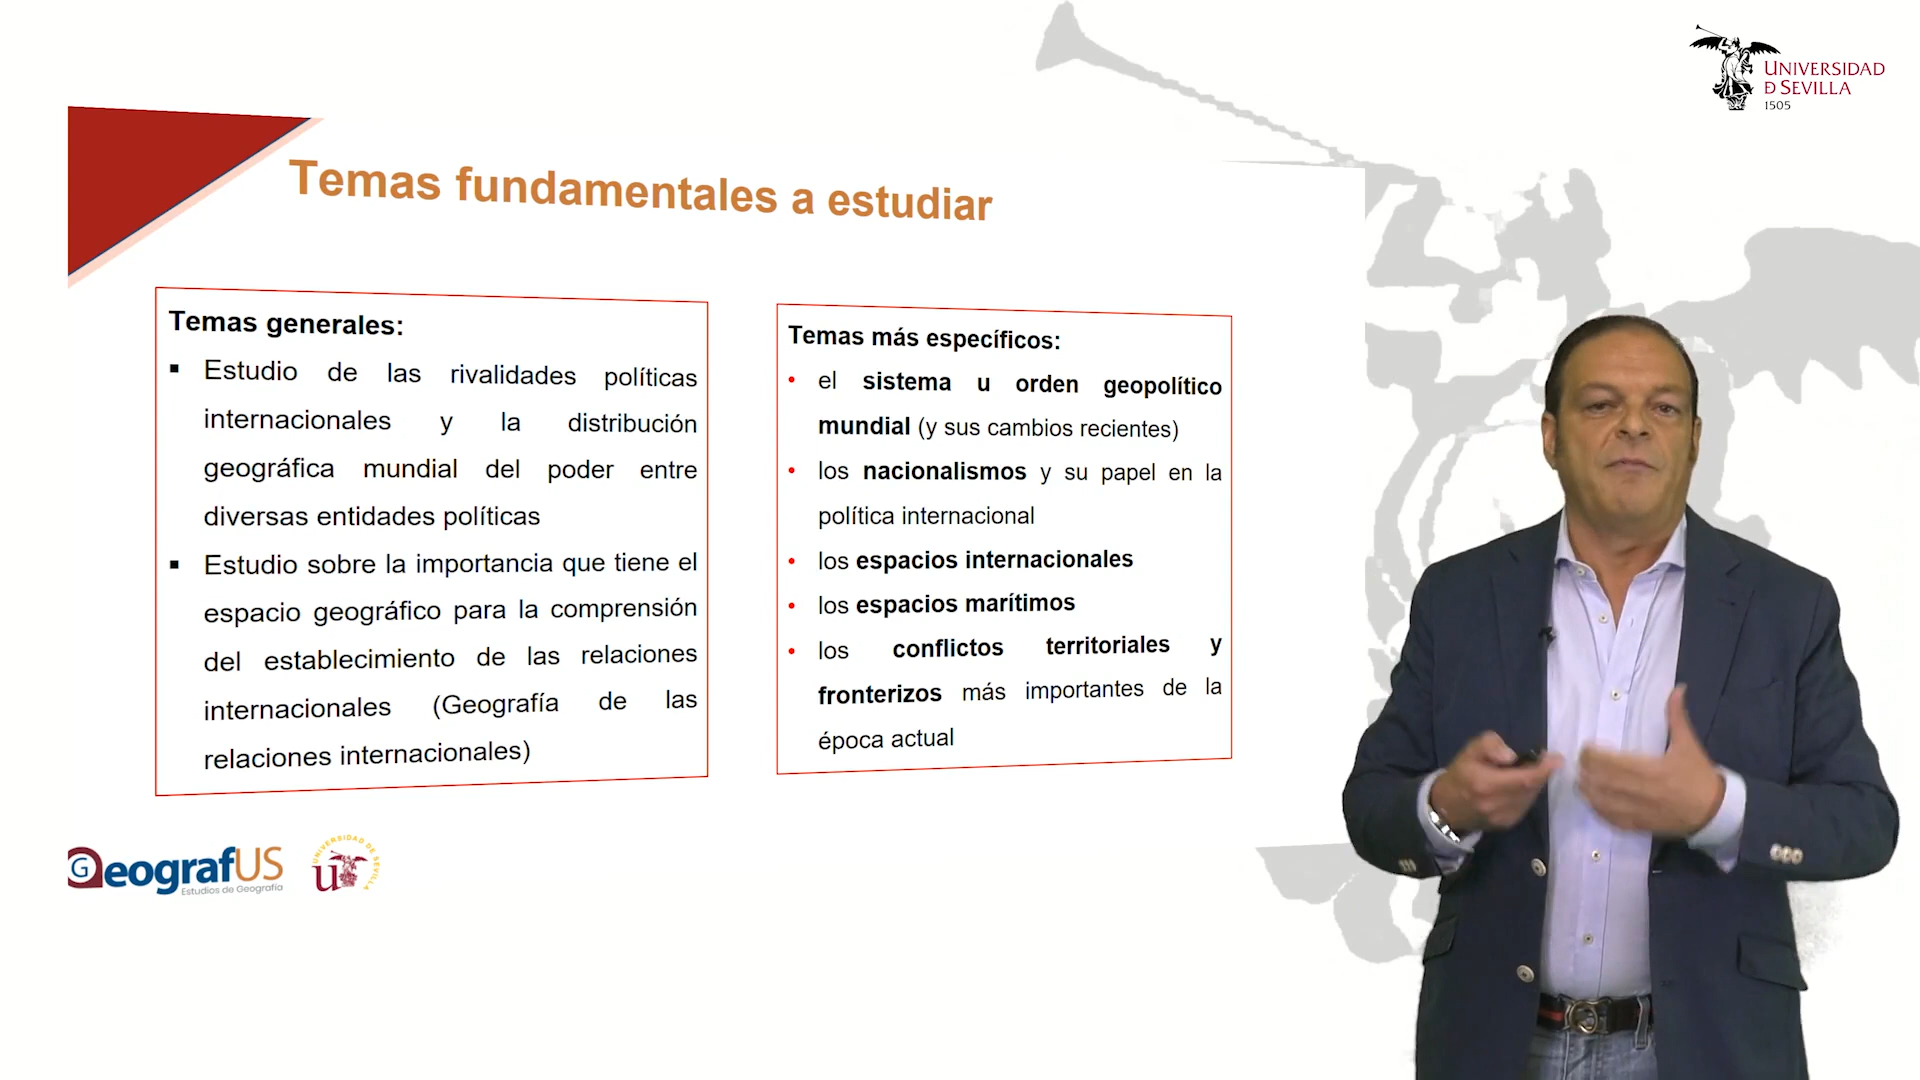 UNIVERSIDAD
Ð SEVILLA
1505
Temas fundamentales a estudiar
Temas generales:
▪ Estudio de las rivalidades políticas
internacionales y la distribución
geográfica mundial del poder entre
diversas entidades políticas
▪ Estudio sobre la importancia que tiene el
espacio geográfico para la comprensión
del establecimiento de las relaciones
internacionales (Geografía de las
relaciones internacionales)
Temas más específicos:
• el sistema u orden geopolítico
mundial (y sus cambios recientes)
• los nacionalismos y su papel en la
política internacional
• los espacios internacionales
• los espacios marítimos
• los conflictos territoriales y
fronterizos más importantes de la
época actual
GeografUS
Estudios de Geografía
UNIVERSIDAD DE SEVILLA
US